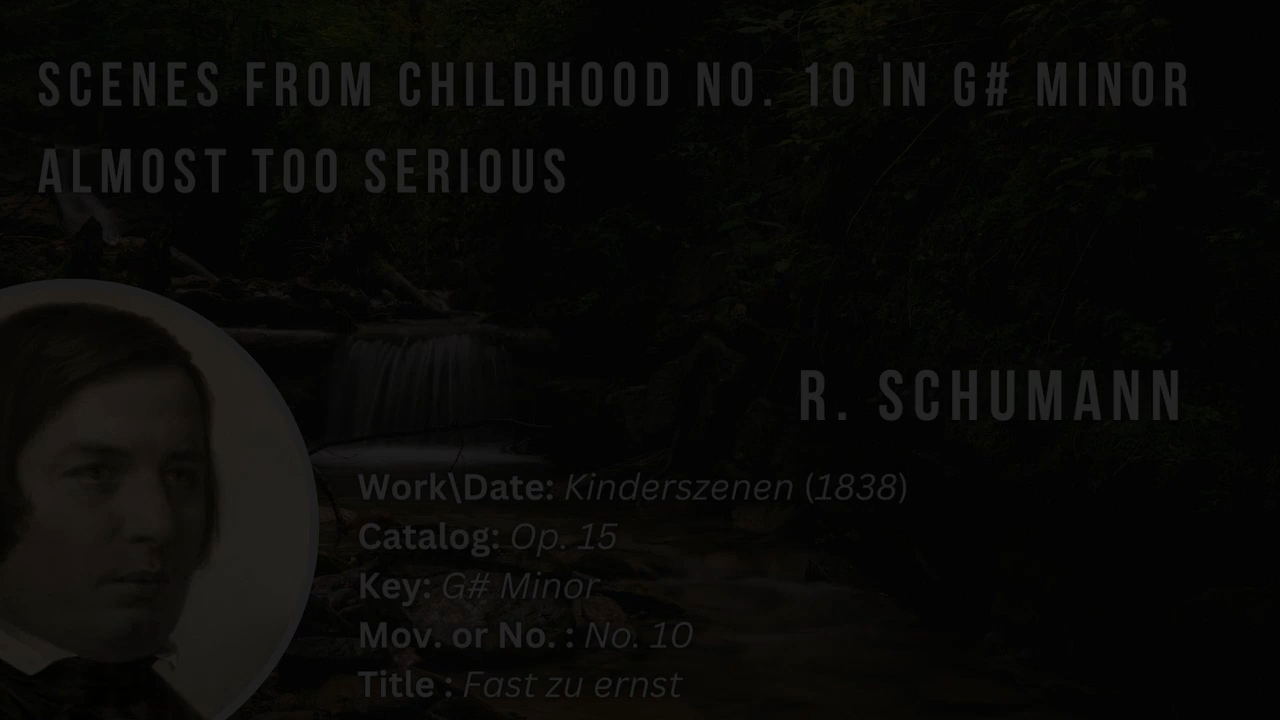 SCENES FROM CHILDHOOD NO. 10 IN G# MINOR
ALMOST TOO SERIOUS
R. SCHUMANN
Work\Date: Kinderszenen (1838)
Catalog: Op. 15
Key: G# Minor
Mov. or No. : No. 10
Title : Fast zu ernst